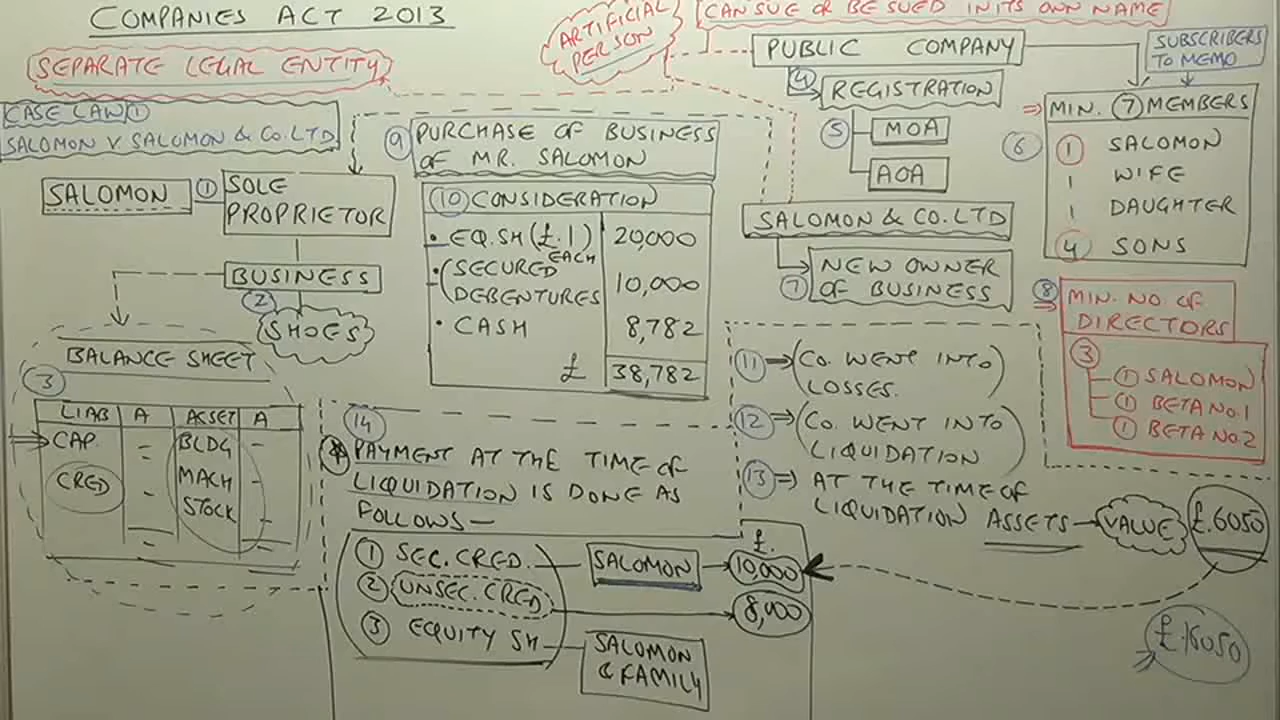 COMPANIES ACT 2013
SEPARATE LEGAL ENTITY
ARTIFICIAL
PERSON
CAN SUE OR BE SUED IN ITS OWN NAME
CASE LAW ①
SALOMON V. SALOMON & CO. LTD
SALOMON
① SOLE
PROPRIETOR
BUSINESS
②
SHOES
③ BALANCE SHEET
LIAB A ASSET A
CAP - BLDG -
CRED - MACH
STOCK -
⑨ PURCHASE OF BUSINESS
OF MR. SALOMON
⑩ CONSIDERATION
• EQ. SH (£.1) 20,000
EACH
• (SECURED
DEBENTURES 10,000
• CASH 8,782
£ 38,782
PUBLIC COMPANY
④ REGISTRATION
⑤ MOA
AOA
SALOMON & CO. LTD
NEW OWNER
⑦ OF BUSINESS
SUBSCRIBERS
TO MEMO
⇒ MIN. ⑦ MEMBERS
⑥
① SALOMON
1 WIFE
1 DAUGHTER
④ SONS
⑧ ⇒ MIN. NO. OF
DIRECTORS
③
① SALOMON
① BETA NO.1
① BETA NO.2
⑪ ⇒ (CO. WENT INTO
LOSSES.)
⑫ ⇒ (CO. WENT INTO
LIQUIDATION)
⑬ ⇒ AT THE TIME OF
LIQUIDATION ASSETS → VALUE £.6050
⑭
PAYMENT AT THE TIME OF
LIQUIDATION IS DONE AS
FOLLOWS —
£.
① SEC. CRED. SALOMON → 10,000
② UNSEC. CRED → 8,000
③ EQUITY SH SALOMON
& FAMILY